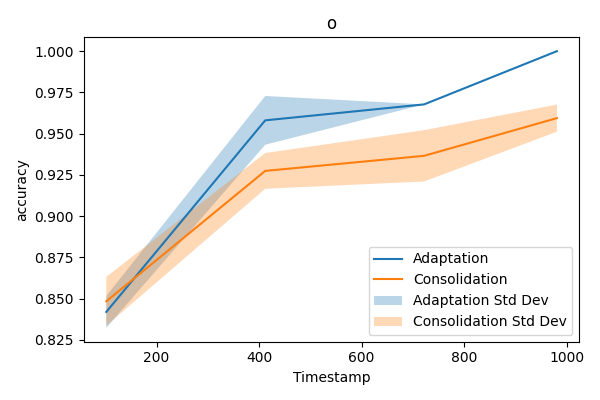 o
1.000
0.975
0.950
0.925
0.900
0.875
0.850
0.825
accuracy
200
400
600
800
1000
Timestamp
Adaptation
Consolidation
Adaptation Std Dev
Consolidation Std Dev